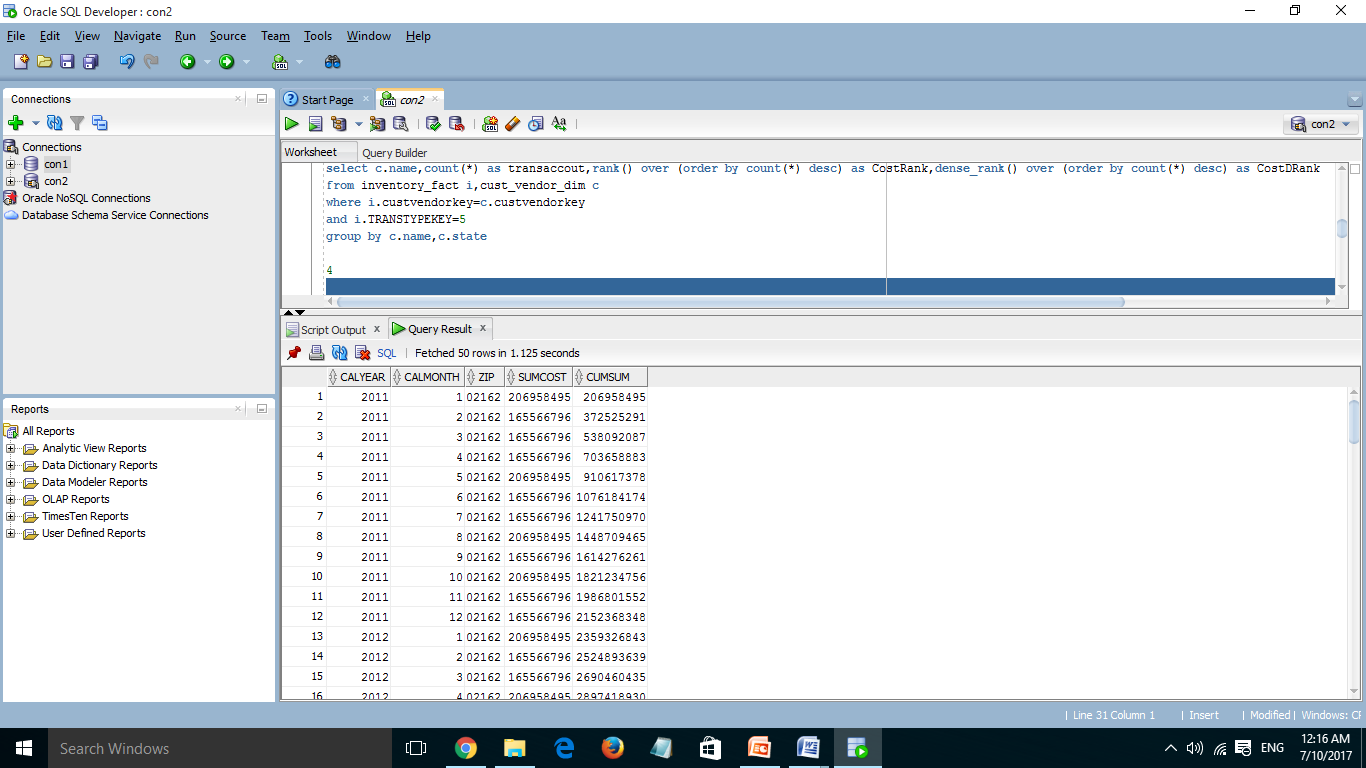 Oracle SQL Developer : con2
File Edit View Navigate Run Source Team Tools Window Help
Connections
Connections
con1
con2
Oracle NoSQL Connections
Database Schema Service Connections
Reports
All Reports
Analytic View Reports
Data Dictionary Reports
Data Modeler Reports
OLAP Reports
TimesTen Reports
User Defined Reports
Start Page con2
con2
Worksheet Query Builder
select c.name,count(*) as transaccout,rank() over (order by count(*) desc) as CostRank,dense_rank() over (order by count(*) desc) as CostDRank
from inventory_fact i,cust_vendor_dim c
where i.custvendorkey=c.custvendorkey
and i.TRANSTYPEKEY=5
group by c.name,c.state
4
Script Output x Query Result x
SQL | Fetched 50 rows in 1.125 seconds
CALYEAR CALMONTH ZIP SUMCOST CUMSUM
1 2011 1 02162 206958495 206958495
2 2011 2 02162 165566796 372525291
3 2011 3 02162 165566796 538092087
4 2011 4 02162 165566796 703658883
5 2011 5 02162 206958495 910617378
6 2011 6 02162 165566796 1076184174
7 2011 7 02162 165566796 1241750970
8 2011 8 02162 206958495 1448709465
9 2011 9 02162 165566796 1614276261
10 2011 10 02162 206958495 1821234756
11 2011 11 02162 165566796 1986801552
12 2011 12 02162 165566796 2152368348
13 2012 1 02162 206958495 2359326843
14 2012 2 02162 165566796 2524893639
15 2012 3 02162 165566796 2690460435
16 2012 4 02162 206958495 2897418930
| Line 31 Column 1 | Insert | Modified | Windows: CF
Search Windows
ENG
12:16 AM
7/10/2017